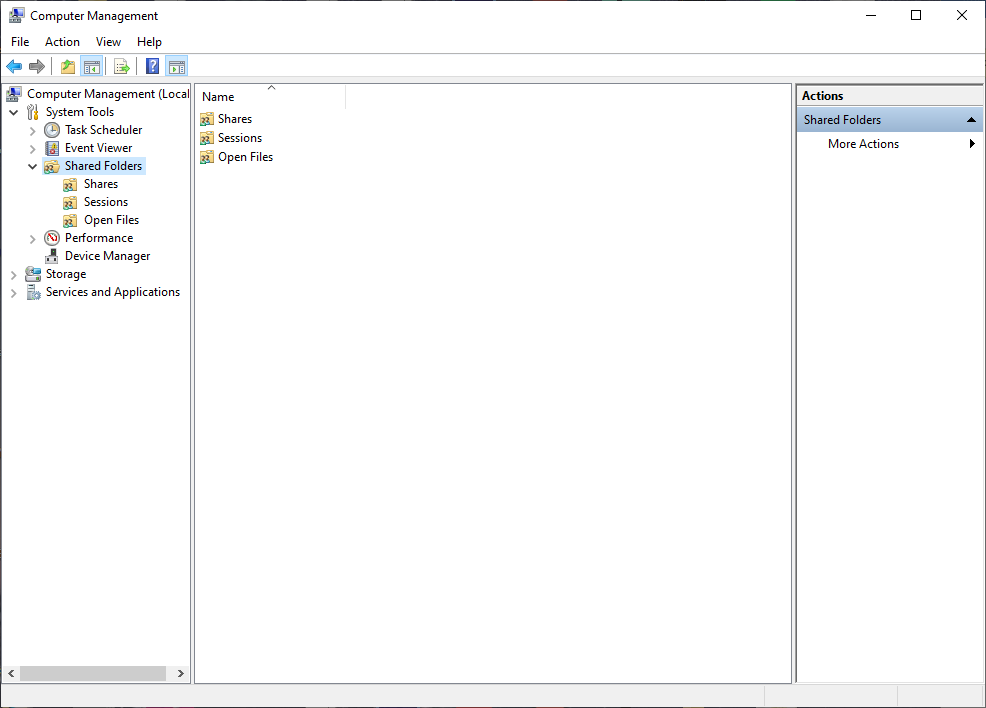 Computer Management
File Action View Help
Computer Management (Local
System Tools
Task Scheduler
Event Viewer
Shared Folders
Shares
Sessions
Open Files
Performance
Device Manager
Storage
Services and Applications
Name
Shares
Sessions
Open Files
Actions
Shared Folders
More Actions